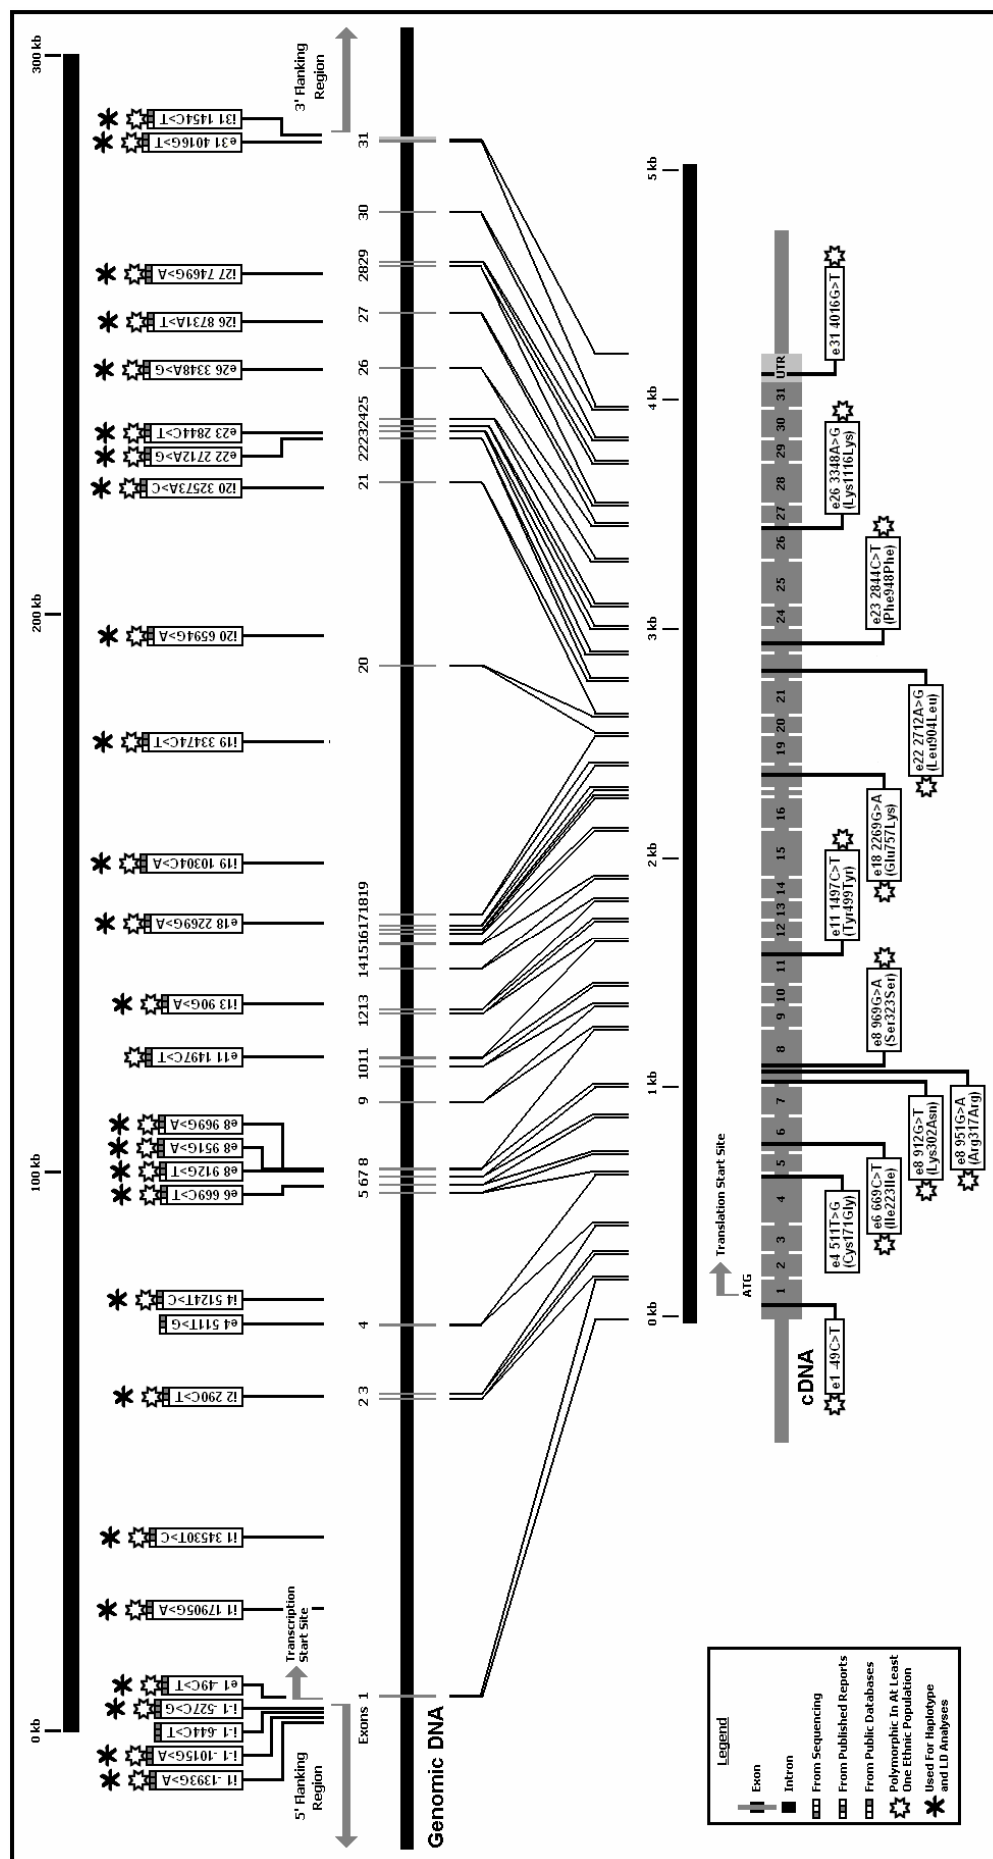 0 kb
100 kb
200 kb
300 kb
i-1 -1393G>A
i-1 -1015G>A
i-1 -644C>T
i-1 -527C>G
e1 -49C>T
i1 17905G>A
i1 34530T>C
i2 290C>T
e4 511T>G
i4 5124T>C
e6 669C>T
e8 912G>T
e8 951G>A
e8 969G>A
e11 1497C>T
i13 90G>A
e18 2269G>A
i19 10304C>A
i19 33474C>T
i20 6594G>A
i20 32573A>C
e22 2712A>G
e23 2844C>T
e26 3348A>G
i26 8731A>T
i27 7469G>A
e31 4016G>T
i31 1454C>T
5' Flanking
Region
Transcription
Start Site
3' Flanking
Region
Exons 1
2 3
4
5 6 7 8
9
10 11
12 13
14 15 16 17 18 19
20
21
22 23 24 25
26
27
28 29
30
31
Genomic DNA
0 kb
1 kb
2 kb
3 kb
4 kb
5 kb
Translation Start Site
ATG
1
2
3
4
5
6
7
8
9
10
11
12
13
14
15
16
19
20
21
24
25
26
27
28
29
30
31
UTR
cDNA
e1 -49C>T
e4 511T>G
(Cys171Gly)
e6 669C>T
(Ile223Ile)
e8 912G>T
(Lys302Asn)
e8 951G>A
(Arg317Arg)
e8 969G>A
(Ser323Ser)
e11 1497C>T
(Tyr499Tyr)
e18 2269G>A
(Glu757Lys)
e22 2712A>G
(Leu904Leu)
e23 2844C>T
(Phe948Phe)
e26 3348A>G
(Lys1116Lys)
e31 4016G>T
Legend
Exon
Intron
From Sequencing
From Published Reports
From Public Databases
Polymorphic In At Least
One Ethnic Population
Used For Haplotype
and LD Analyses